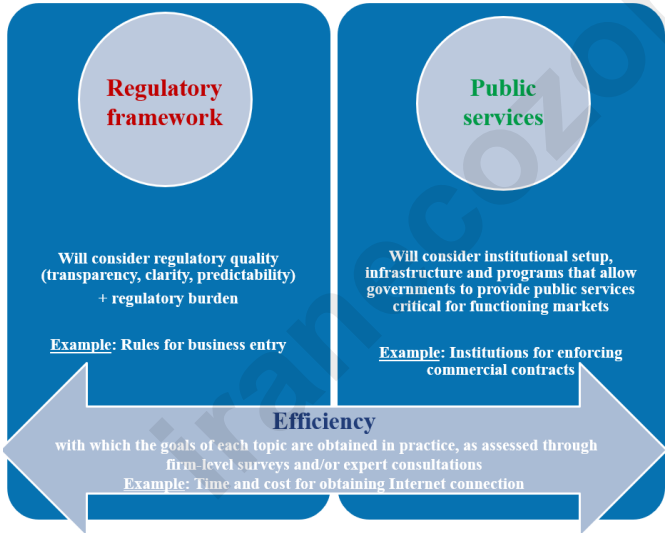 Regulatory
framework
Will consider regulatory quality
(transparency, clarity, predictability)
+ regulatory burden
Example: Rules for business entry
Public
services
Will consider institutional setup,
infrastructure and programs that allow
governments to provide public services
critical for functioning markets
Example: Institutions for enforcing
commercial contracts
Efficiency
with which the goals of each topic are obtained in practice, as assessed through
firm-level surveys and/or expert consultations
Example: Time and cost for obtaining Internet connection